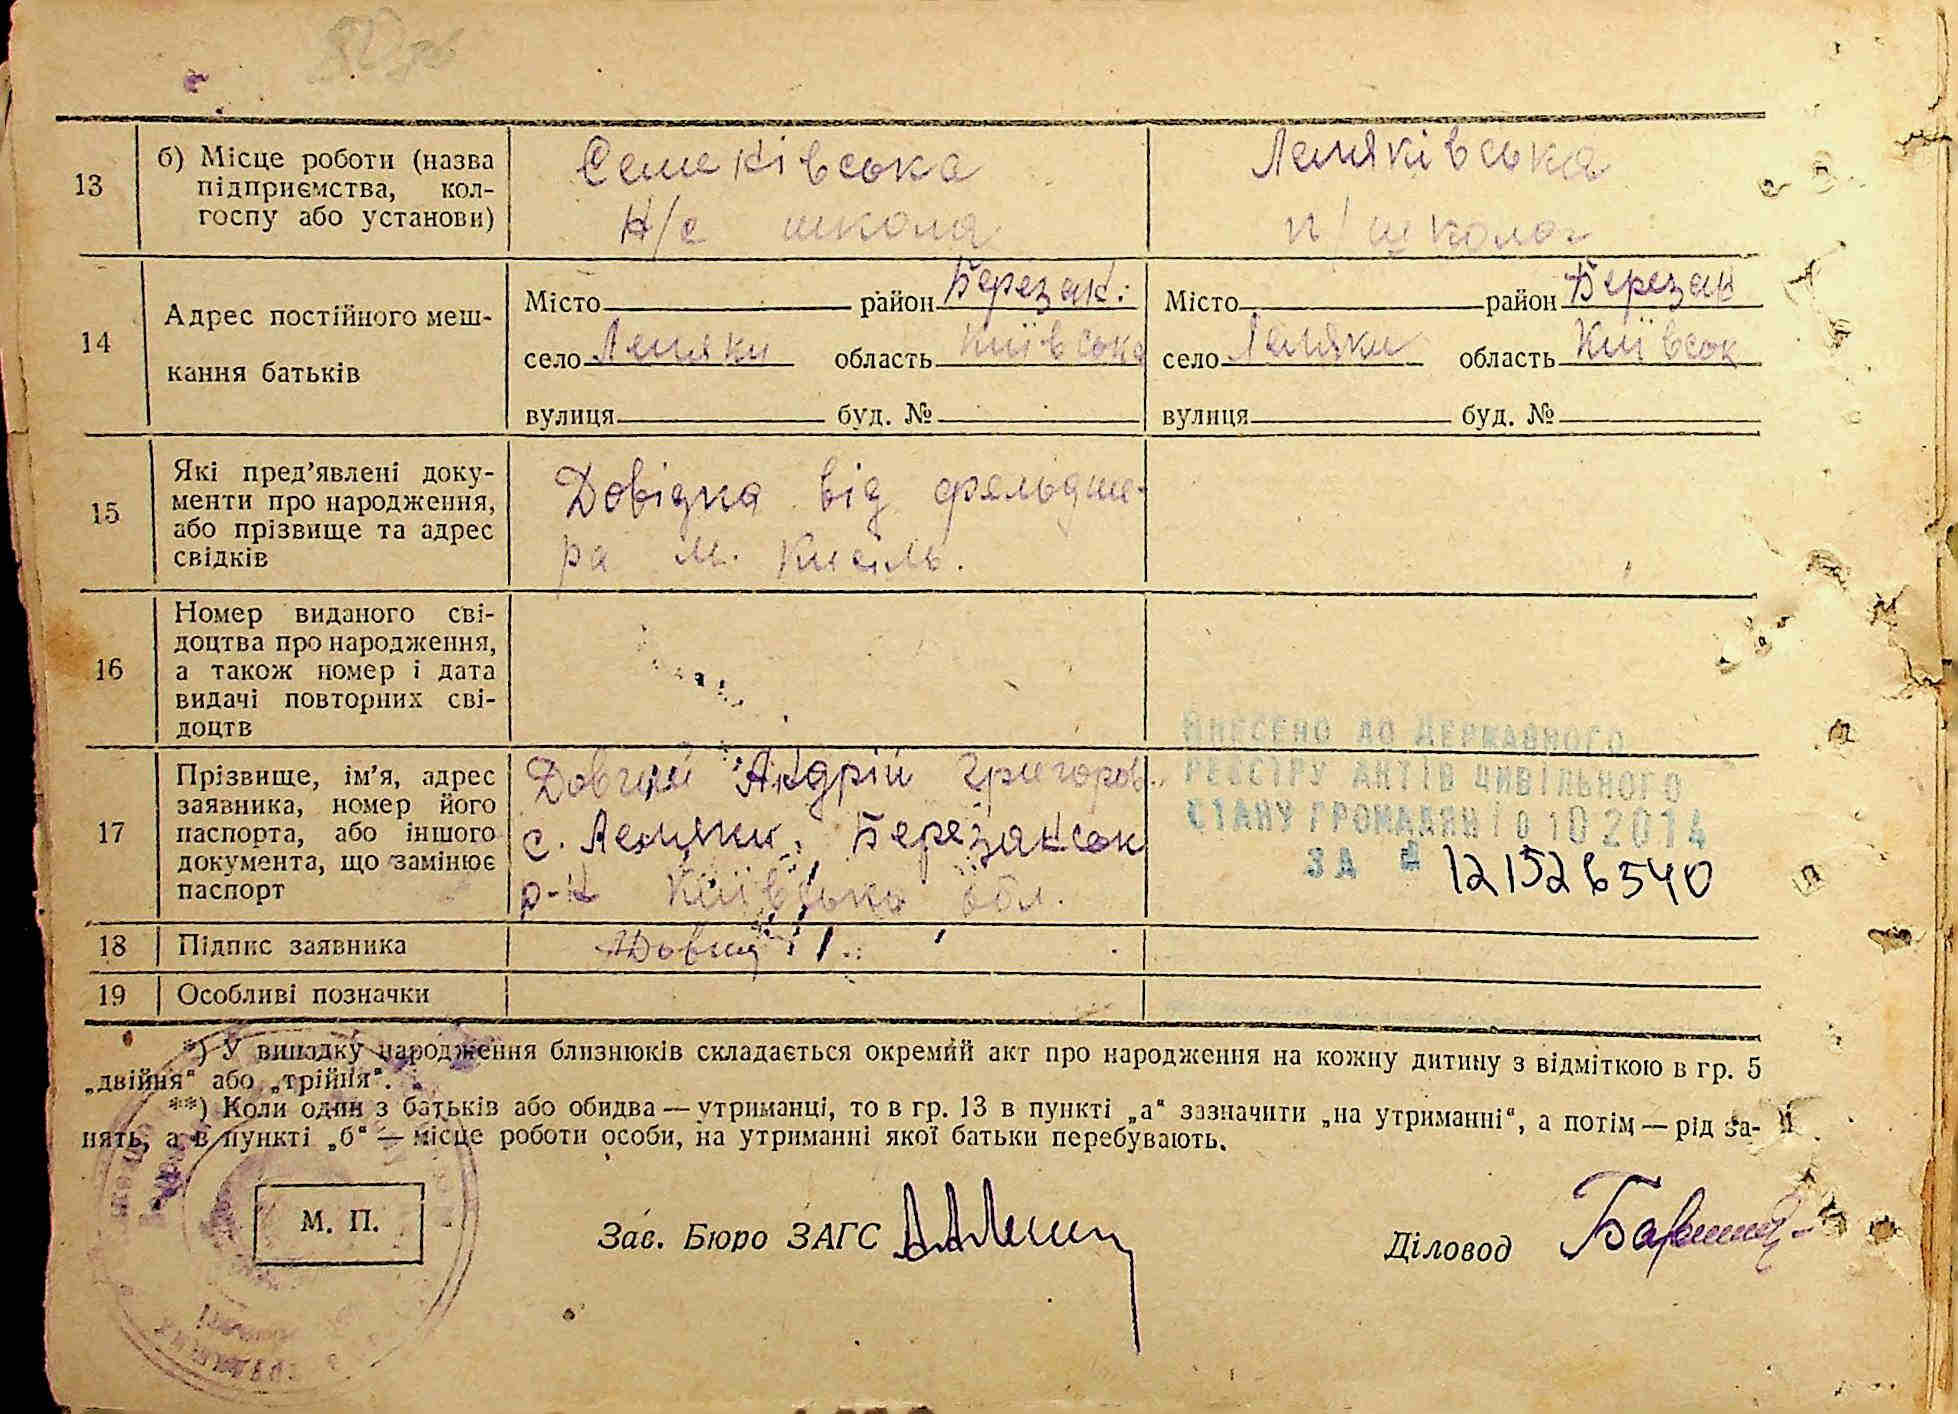 13
б) Місце роботи (назва
підприємства, кол-
госпу або установи)
Семеківська
Н/с школа
Лемяківська
п/школа
14
Адрес постійного меш-
кання батьків
Місто район Березак:
село Лемяки область Київська
вулиця буд. №
Місто район Березан
село Лемяки область Київськ
вулиця буд. №
15
Які пред’явлені доку-
менти про народження,
або прізвище та адрес
свідків
Довідка від фельдше-
ра м.
16
Номер виданого сві-
доцтва про народження,
а також номер і дата
видачі повторних сві-
доцтв
17
Прізвище, ім’я, адрес
заявника, номер його
паспорта, або іншого
документа, що замінює
паспорт
Довгий Андрій Григоров.
с. Лемяки, Березанськ
р-н Київська обл.
ВНЕСЕНО ДО ДЕРЖАВНОГО
РЕЄСТРУ АКТІВ ЦИВІЛЬНОГО
СТАНУ ГРОМАДЯН 10 10 2014
ЗА № 121526540
18
Підпис заявника
Довгий
19
Особливі позначки
*) У випадку народження близнюків складається окремий акт про народження на кожну дитину з відміткою в гр. 5
„двійня“ або „трійня“.
**) Коли один з батьків або обидва — утриманці, то в гр. 13 в пункті „а“ зазначити „на утриманні“, а потім — рід за-
нять, а в пункті „б“ — місце роботи особи, на утриманні якої батьки перебувають.
М. П.
Зав. Бюро ЗАГС
Діловод